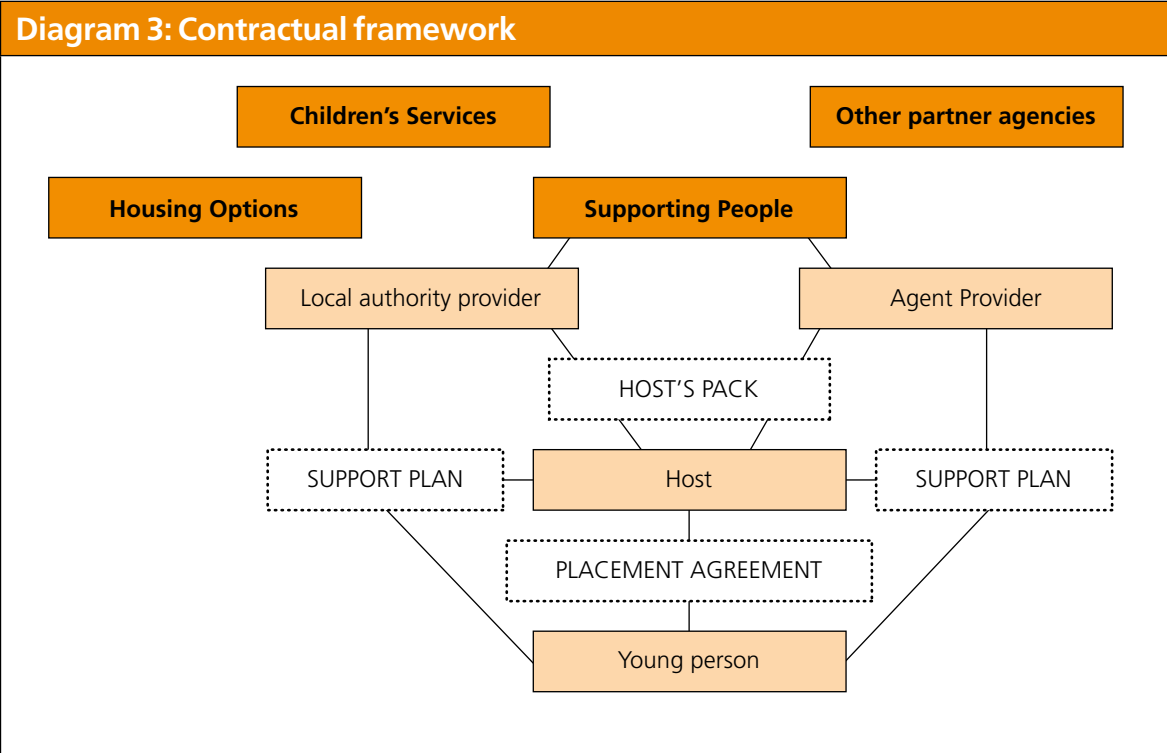 Diagram 3: Contractual framework
Children's Services
Other partner agencies
Housing Options
Supporting People
Local authority provider
Agent Provider
HOST'S PACK
SUPPORT PLAN
Host
SUPPORT PLAN
PLACEMENT AGREEMENT
Young person